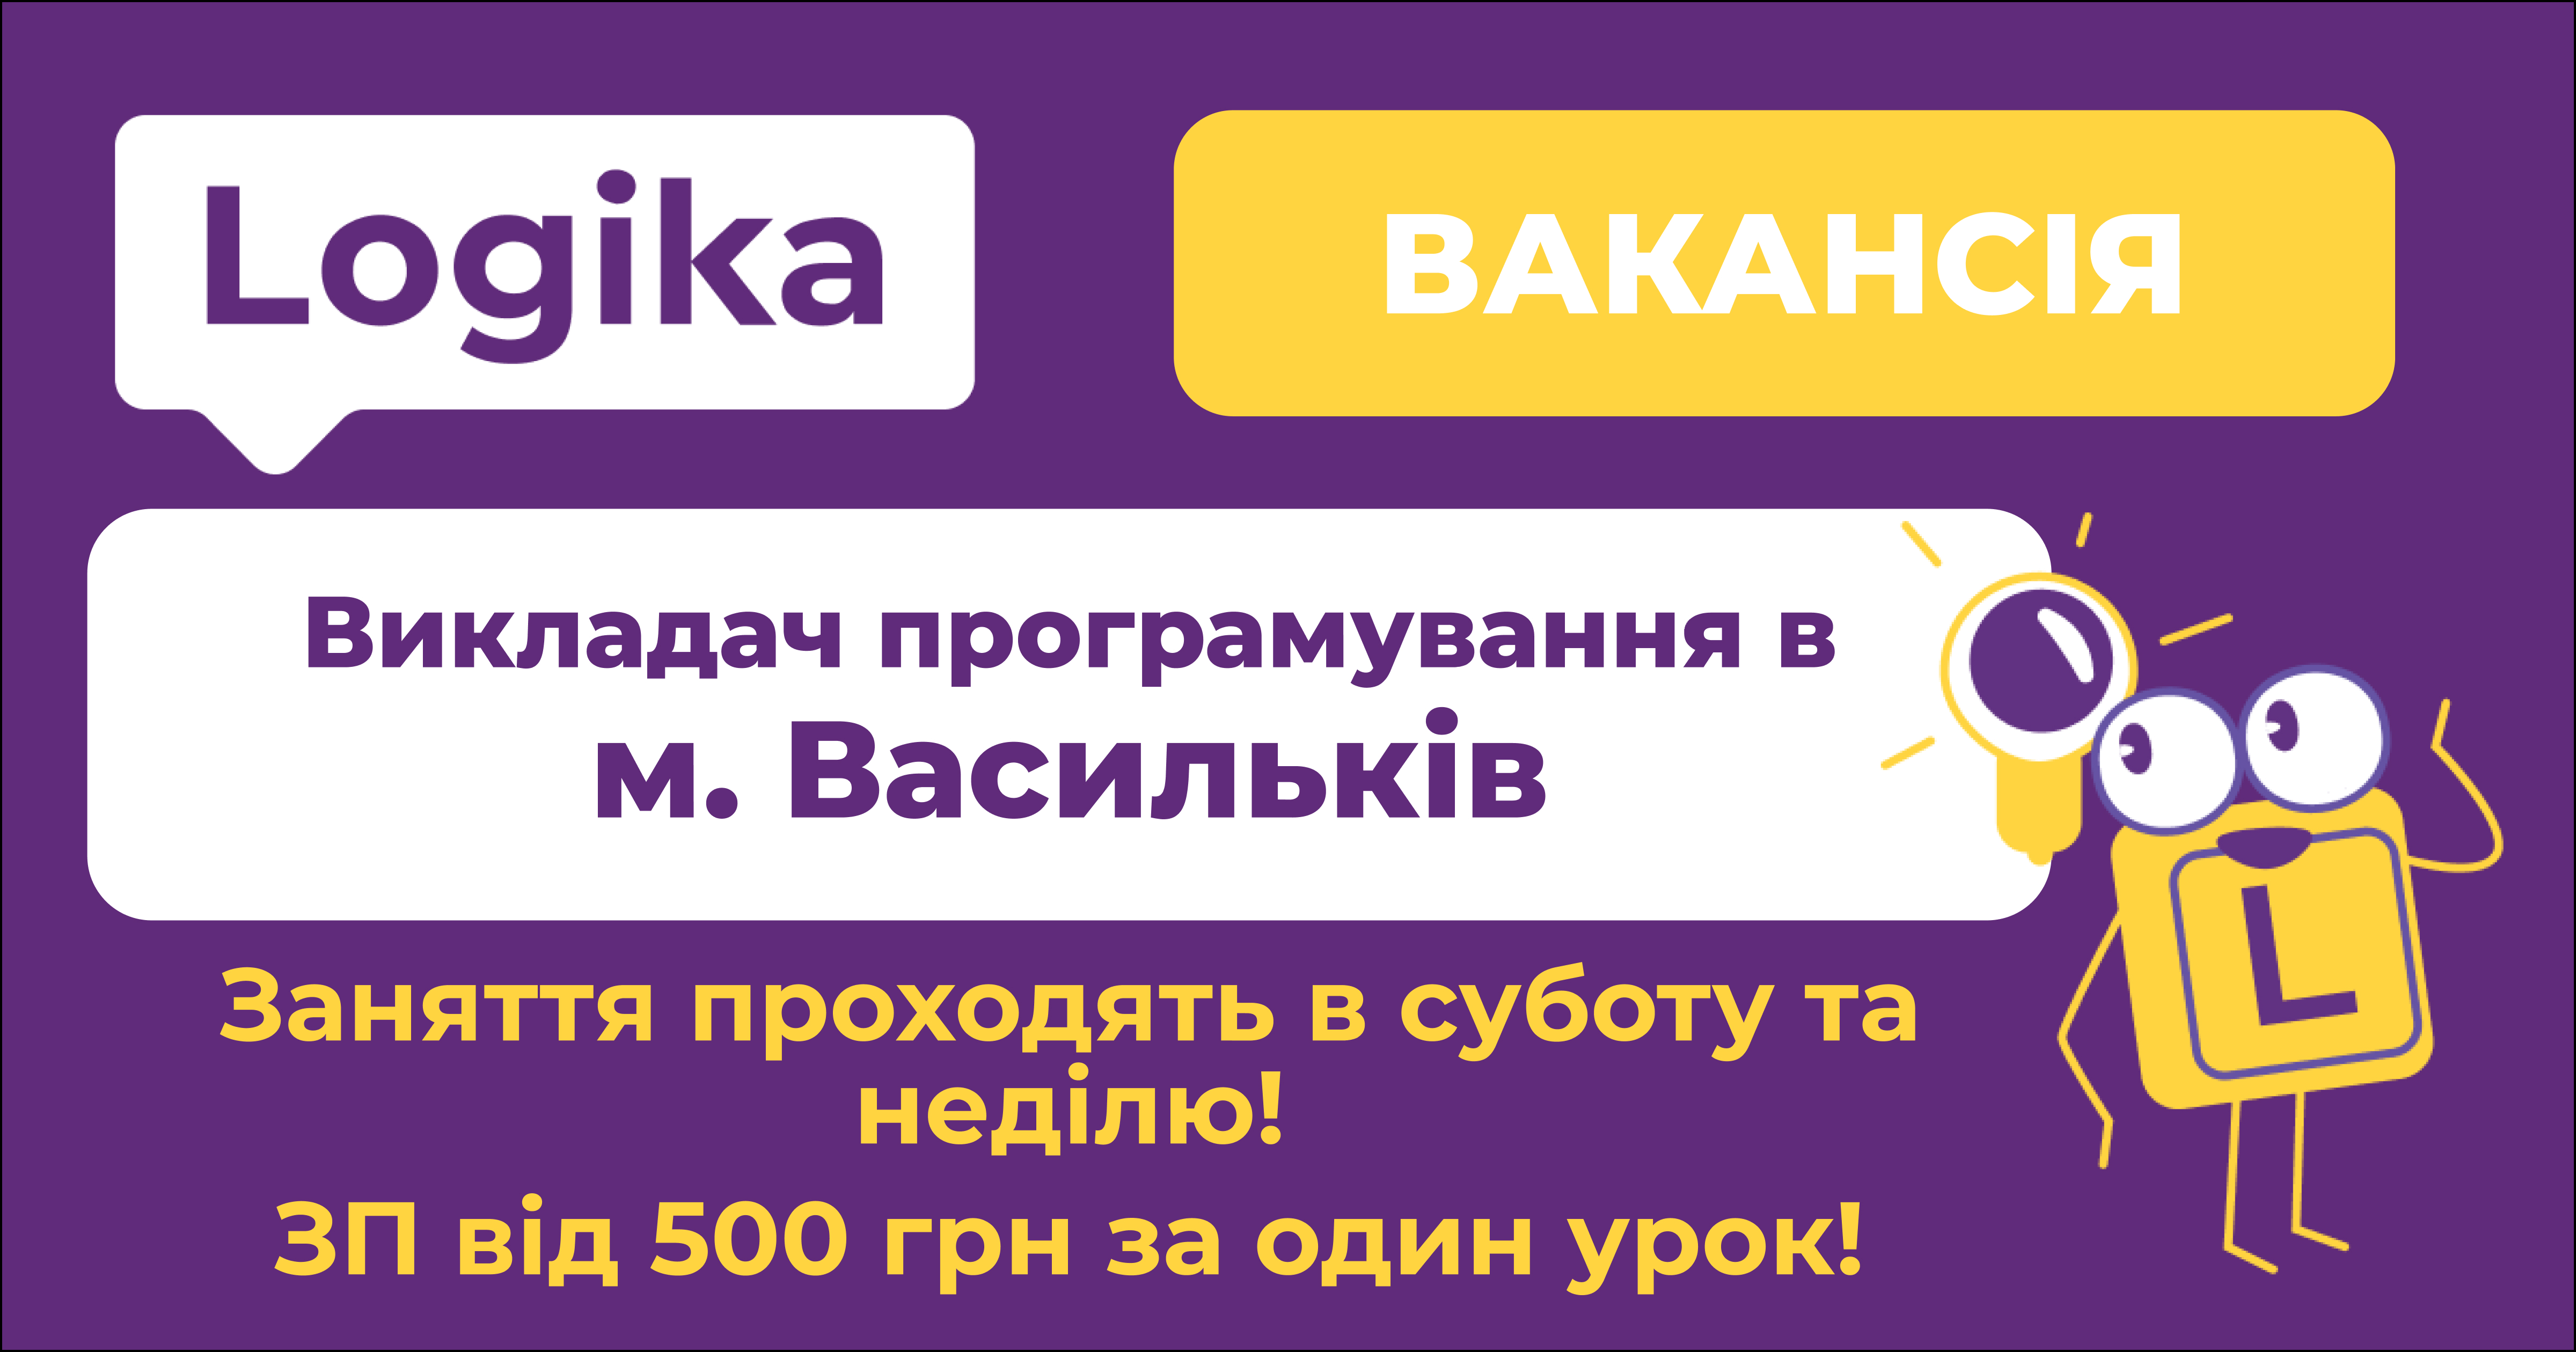 Logika
ВАКАНСІЯ
Викладач програмування в
м. Васильків
Заняття проходять в суботу та
неділю!
ЗП від 500 грн за один урок!
L